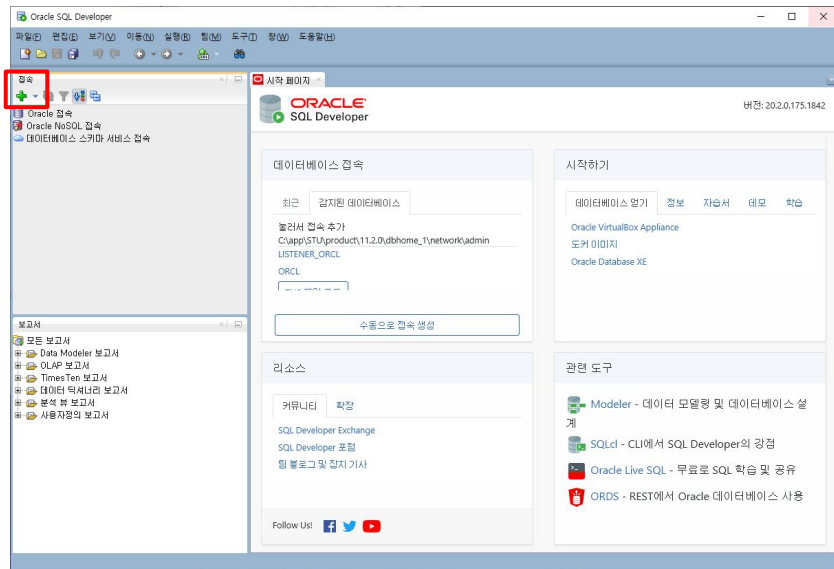 Oracle SQL Developer
파일(F) 편집(E) 보기(V) 이동(N) 실행(R) 팀(M) 도구(T) 창(W) 도움말(H)
접속
Oracle 접속
Oracle NoSQL 접속
데이터베이스 스키마 서비스 접속
보고서
모든 보고서
Data Modeler 보고서
OLAP 보고서
TimesTen 보고서
데이터 딕셔너리 보고서
분석 뷰 보고서
사용자정의 보고서
시작 페이지
ORACLE
SQL Developer
버전: 20.2.0.175.1842
데이터베이스 접속
최근 감지된 데이터베이스
눌러서 접속 추가
C:\app\STU\product\11.2.0\dbhome_1\network\admin
LISTENER_ORCL
ORCL
수동으로 접속 생성
시작하기
데이터베이스 얻기 정보 자습서 데모 학습
Oracle VirtualBox Appliance
도커 이미지
Oracle Database XE
리소스
커뮤니티 확장
SQL Developer Exchange
SQL Developer 포럼
팀 블로그 및 잡지 기사
Follow Us!
관련 도구
Modeler - 데이터 모델링 및 데이터베이스 설
계
SQLcl - CLI에서 SQL Developer의 강점
Oracle Live SQL - 무료로 SQL 학습 및 공유
ORDS - REST에서 Oracle 데이터베이스 사용